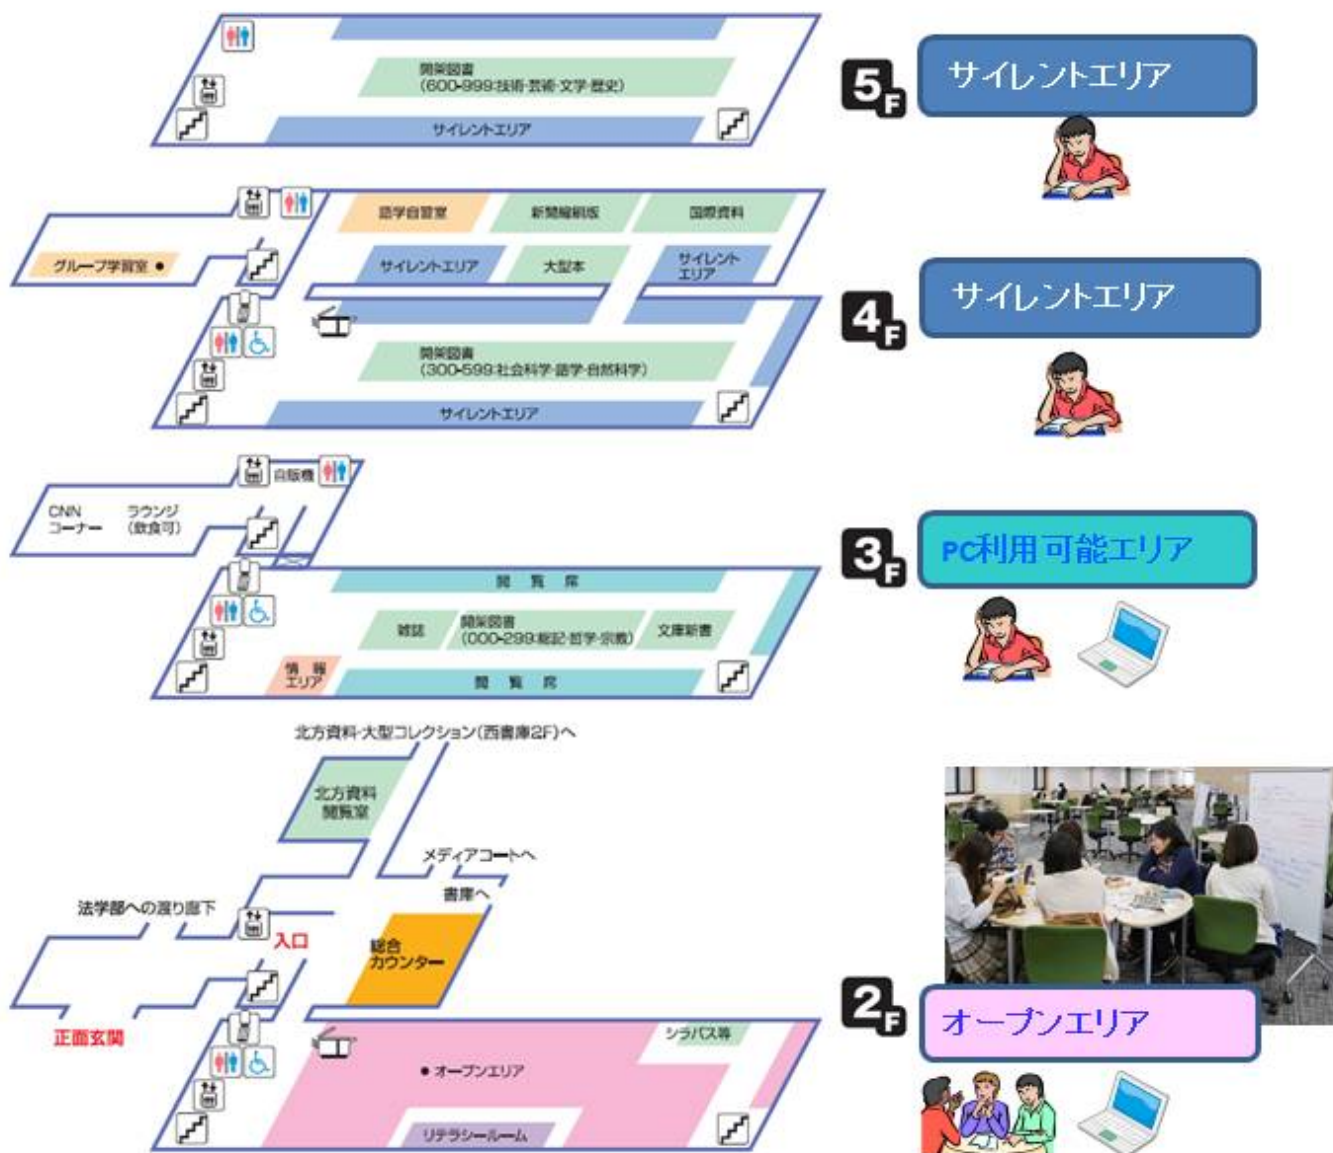 開架図書
(600-999:技術・芸術・文学・歴史)
サイレントエリア
5F
サイレントエリア
語学自習室
新聞縮刷版
国際資料
グループ学習室
サイレントエリア
大型本
サイレント
エリア
開架図書
(300-599:社会科学・語学・自然科学)
サイレントエリア
4F
サイレントエリア
自販機
CNN
コーナー
ラウンジ
(飲食可)
閲覧席
雑誌
開架図書
(000-299:総記・哲学・宗教)
文庫新書
情報
エリア
閲覧席
3F
PC利用可能エリア
北方資料・大型コレクション(西書庫2F)へ
北方資料
閲覧室
メディアコートへ
書庫へ
法学部への渡り廊下
入口
総合
カウンター
正面玄関
シラバス等
オープンエリア
リテラシールーム
2F
オープンエリア